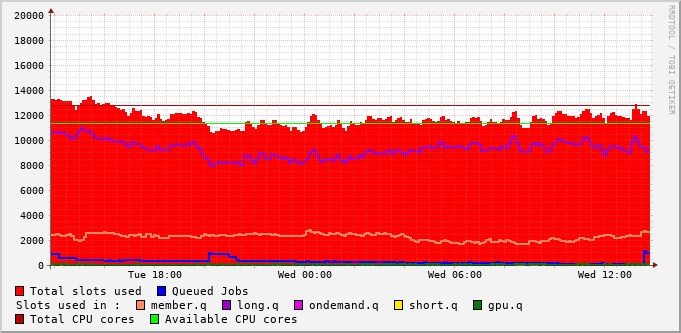 20000
18000
16000
14000
12000
10000
8000
6000
4000
2000
0
Tue 18:00 Wed 00:00 Wed 06:00 Wed 12:00
RRDTOOL / TOBI OETIKER
Total slots used Queued Jobs
Slots used in : member.q long.q ondemand.q short.q gpu.q
Total CPU cores Available CPU cores